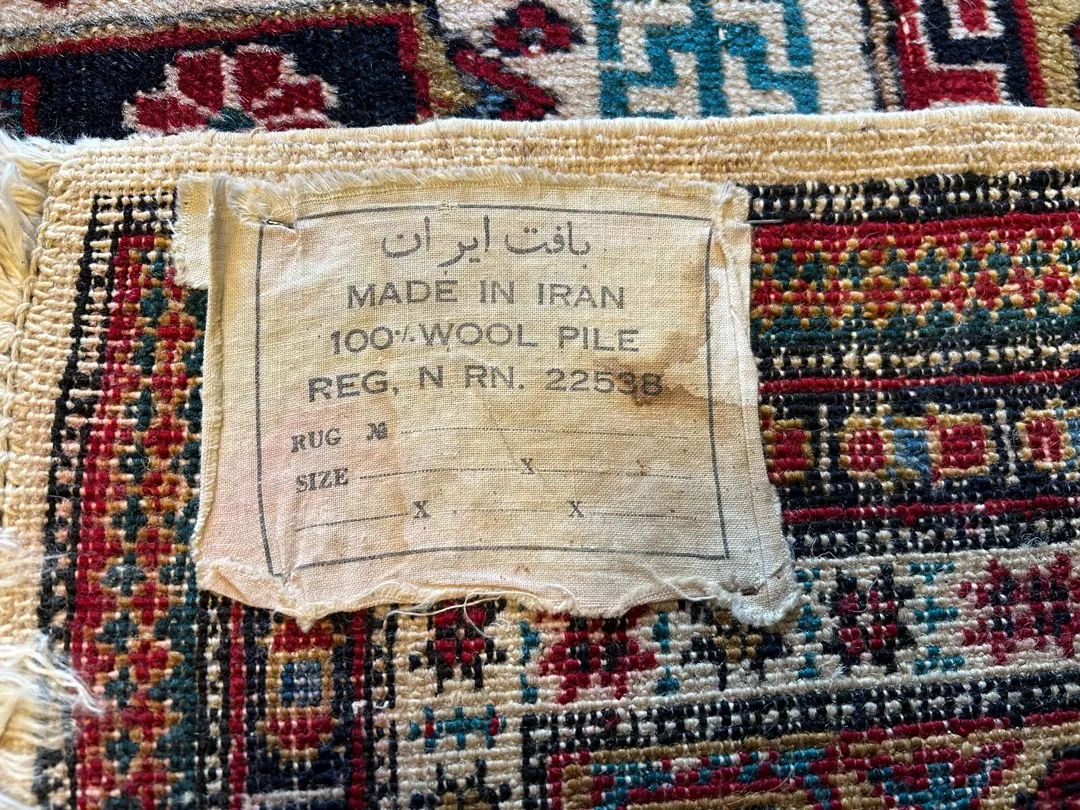 بافت ایران
MADE IN IRAN
100% WOOL PILE
REG, N RN. 22538
RUG №
SIZE x x
x x